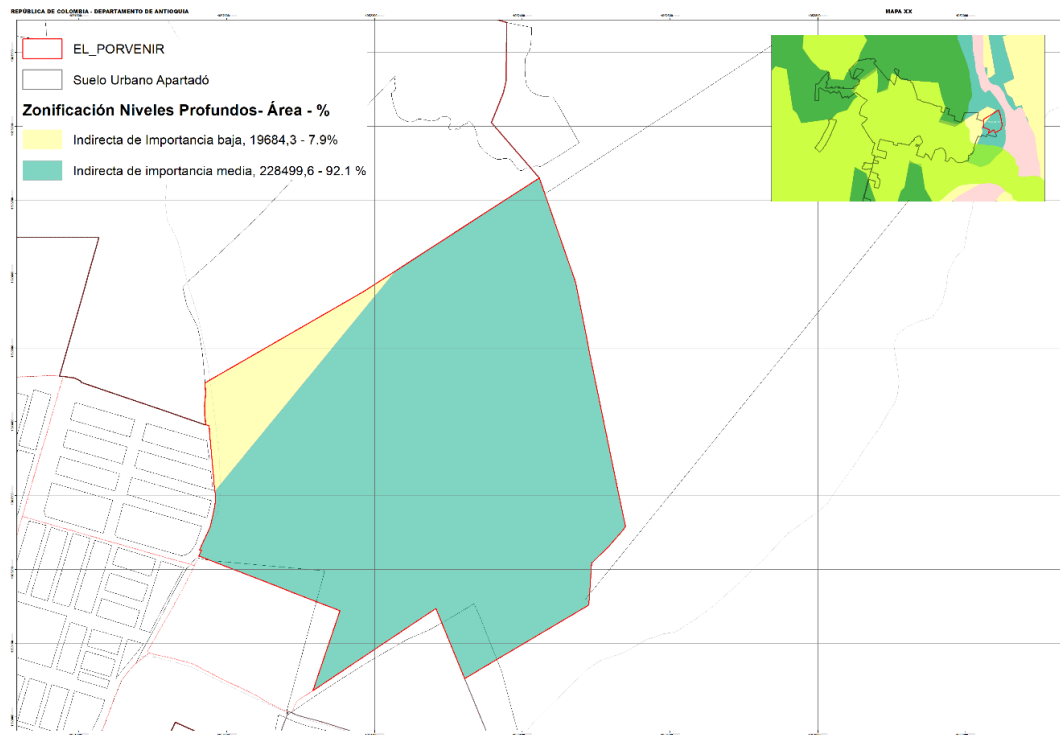 REPÚBLICA DE COLOMBIA - DEPARTAMENTO DE ANTIOQUIA
MAPA XX
EL_PORVENIR
Suelo Urbano Apartadó
Zonificación Niveles Profundos- Área - %
Indirecta de Importancia baja, 19684,3 - 7.9%
Indirecta de importancia media, 228499,6 - 92.1 %